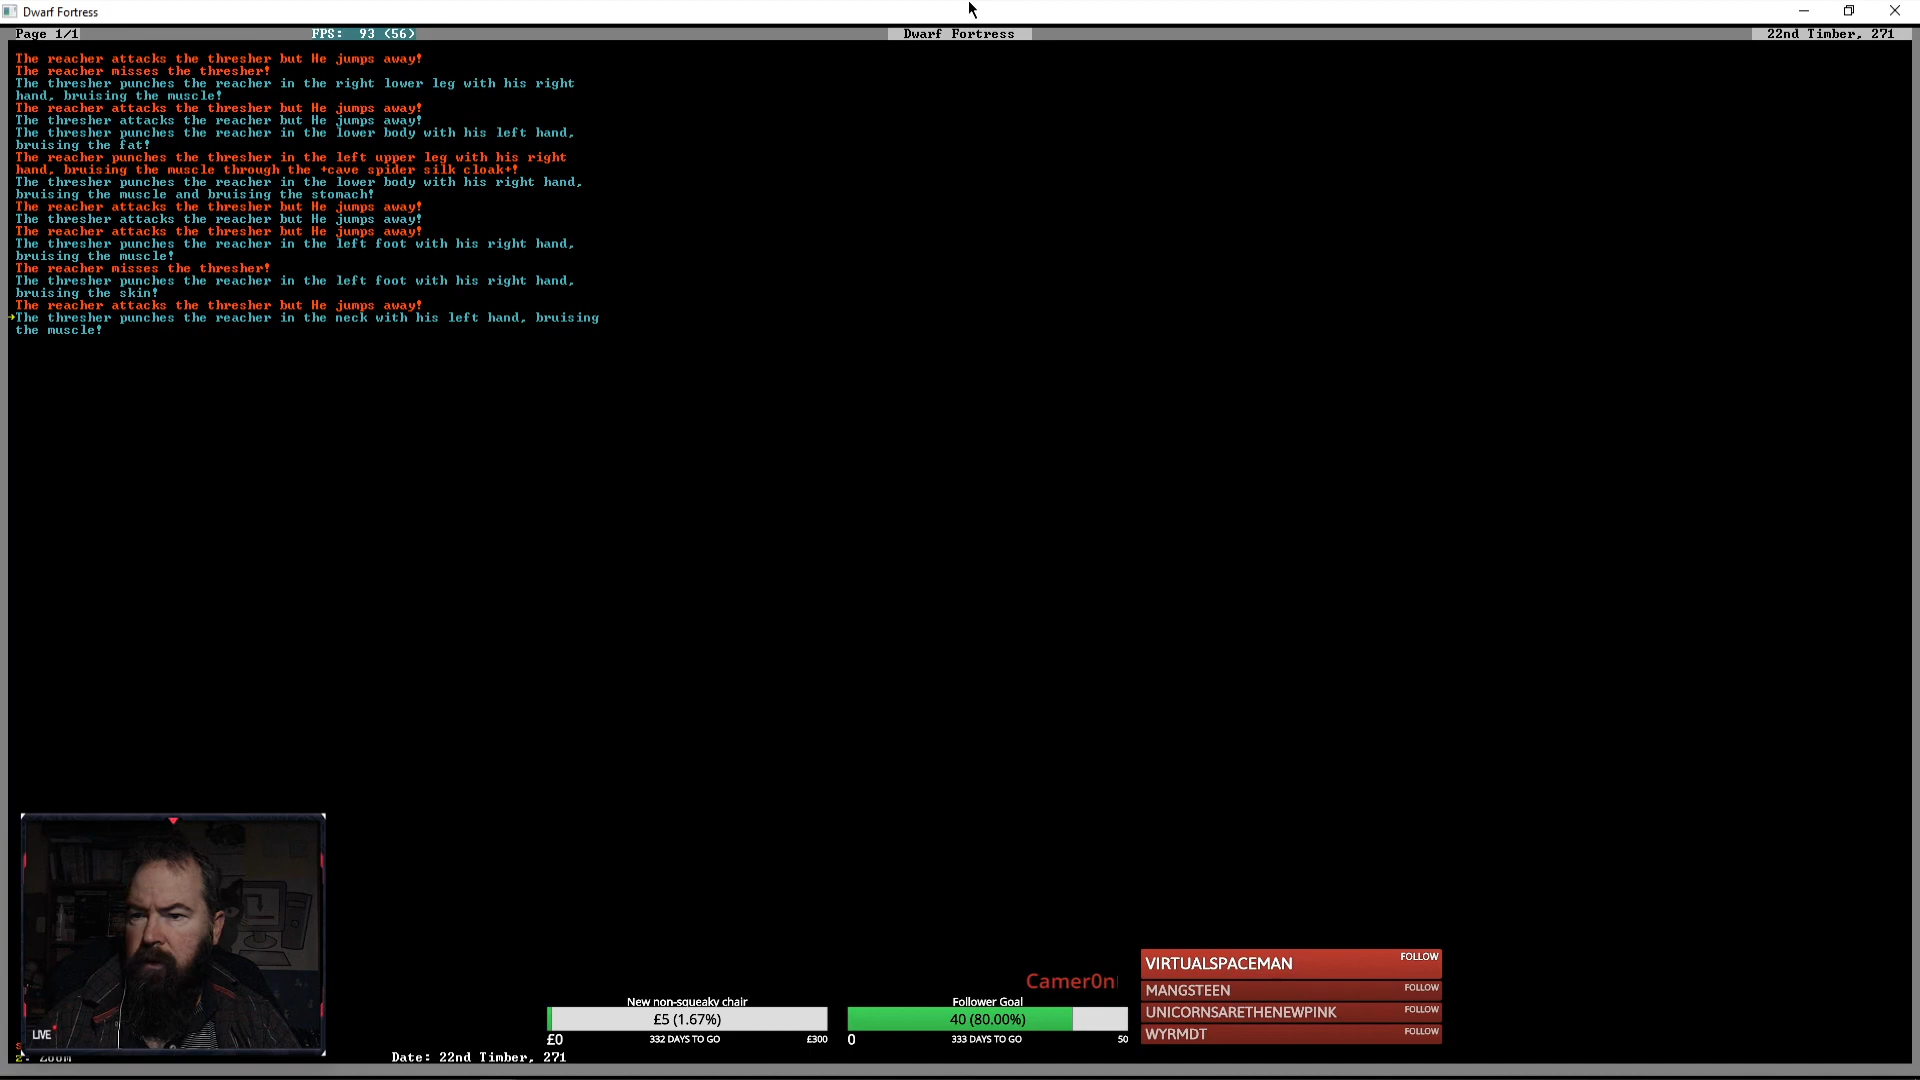 Dwarf Fortress
Page 1/1 FPS: 93 (56) Dwarf Fortress 22nd Timber, 271
The reacher attacks the thresher but He jumps away!
The reacher misses the thresher!
The thresher punches the reacher in the right lower leg with his right
hand, bruising the muscle!
The reacher attacks the thresher but He jumps away!
The thresher attacks the reacher but He jumps away!
The thresher punches the reacher in the lower body with his left hand,
bruising the fat!
The reacher punches the thresher in the left upper leg with his right
hand, bruising the muscle through the +cave spider silk cloak+!
The thresher punches the reacher in the lower body with his right hand,
bruising the muscle and bruising the stomach!
The reacher attacks the thresher but He jumps away!
The thresher attacks the reacher but He jumps away!
The reacher attacks the thresher but He jumps away!
The thresher punches the reacher in the left foot with his right hand,
bruising the muscle!
The reacher misses the thresher!
The thresher punches the reacher in the left foot with his right hand,
bruising the skin!
The reacher attacks the thresher but He jumps away!
→The thresher punches the reacher in the neck with his left hand, bruising
the muscle!
LIVE
z: Zoom
Date: 22nd Timber, 271
New non-squeaky chair
£5 (1.67%)
£0 332 DAYS TO GO £300
Camer0n
Follower Goal
40 (80.00%)
0 333 DAYS TO GO 50
VIRTUALSPACEMAN FOLLOW
MANGSTEEN FOLLOW
UNICORNSARETHENEWPINK FOLLOW
WYRMDT FOLLOW